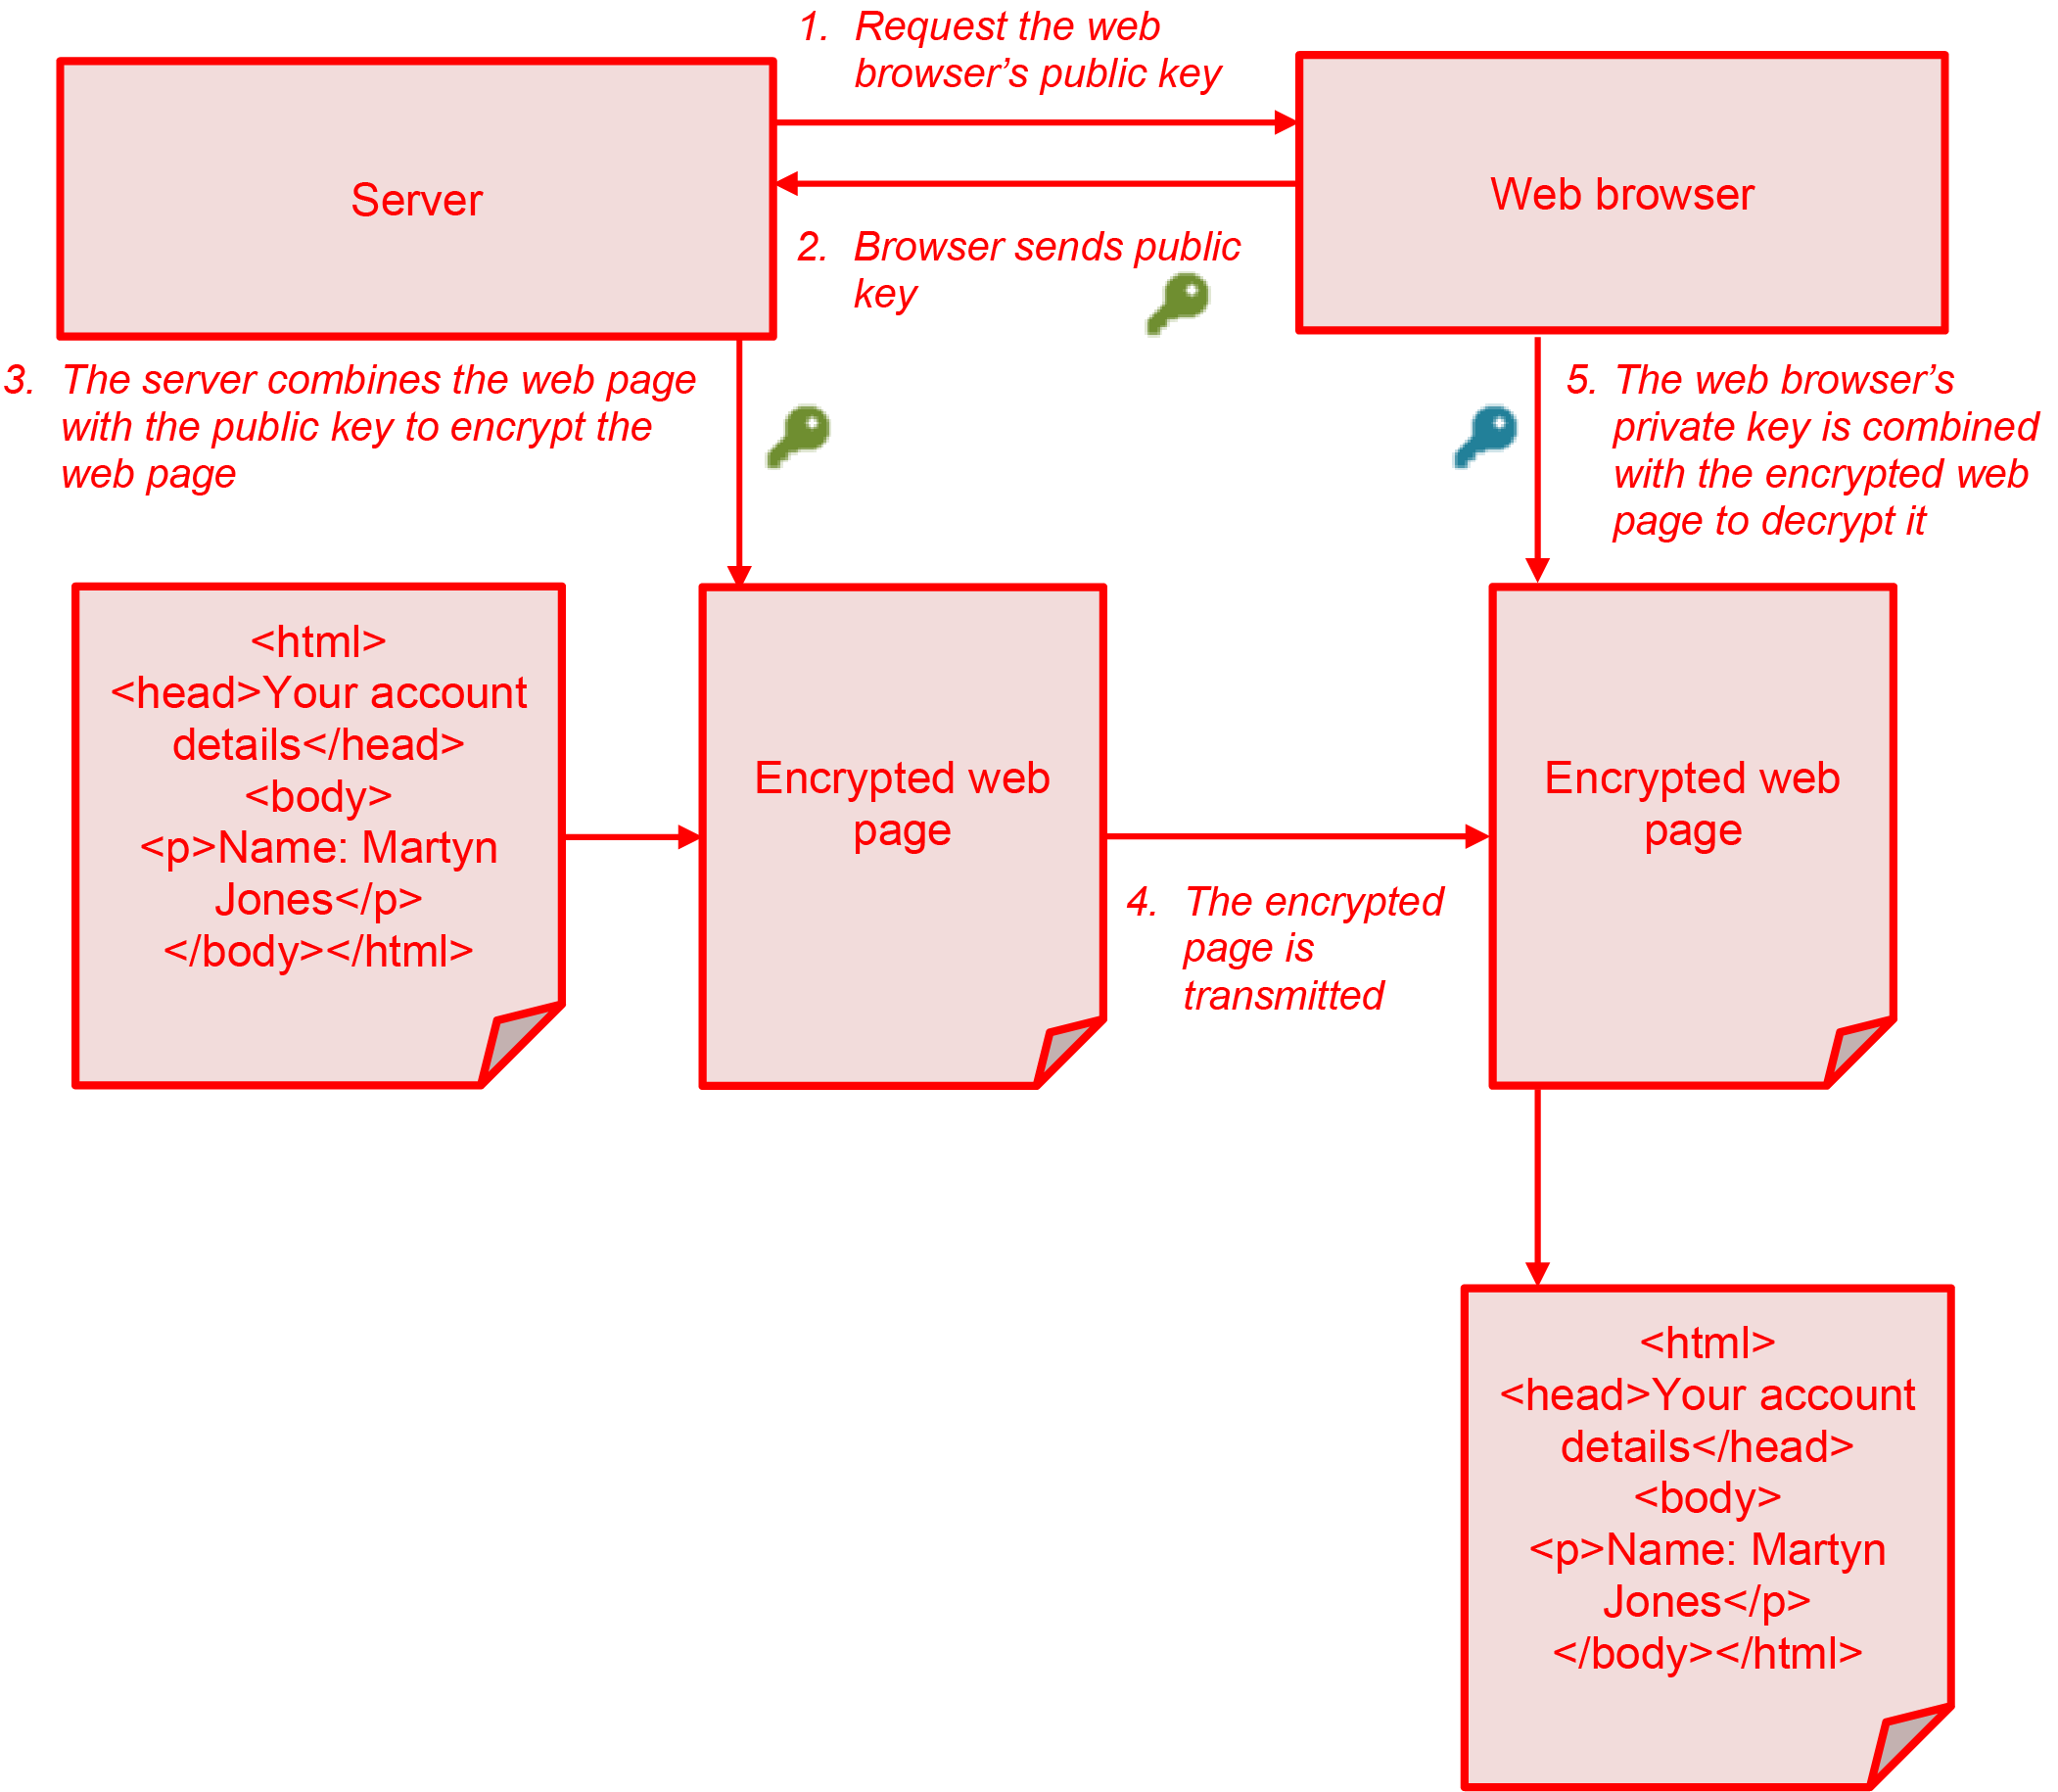 1. Request the web
browser’s public key
Server
Web browser
2. Browser sends public
key
3. The server combines the web page
with the public key to encrypt the
web page
5. The web browser’s
private key is combined
with the encrypted web
page to decrypt it
<html>
<head>Your account
details</head>
<body>
<p>Name: Martyn
Jones</p>
</body></html>
Encrypted web
page
Encrypted web
page
4. The encrypted
page is
transmitted
<html>
<head>Your account
details</head>
<body>
<p>Name: Martyn
Jones</p>
</body></html>